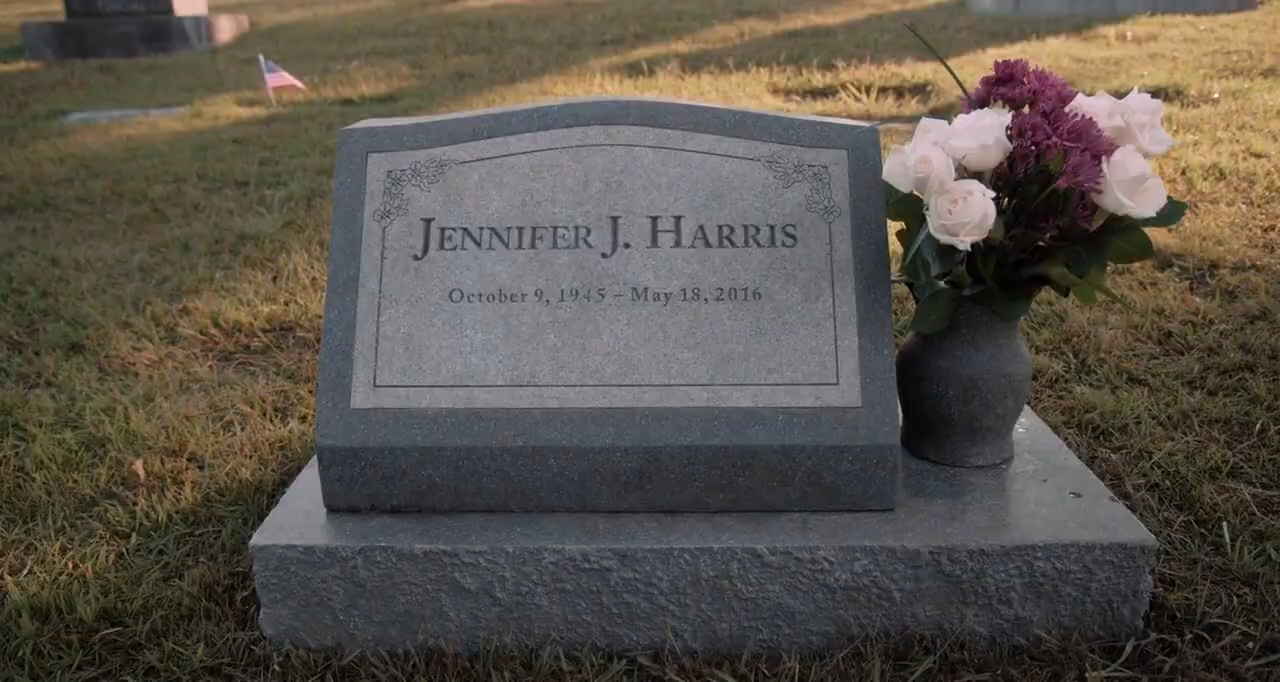 Jennifer J. Harris
October 9, 1945 – May 18, 2016